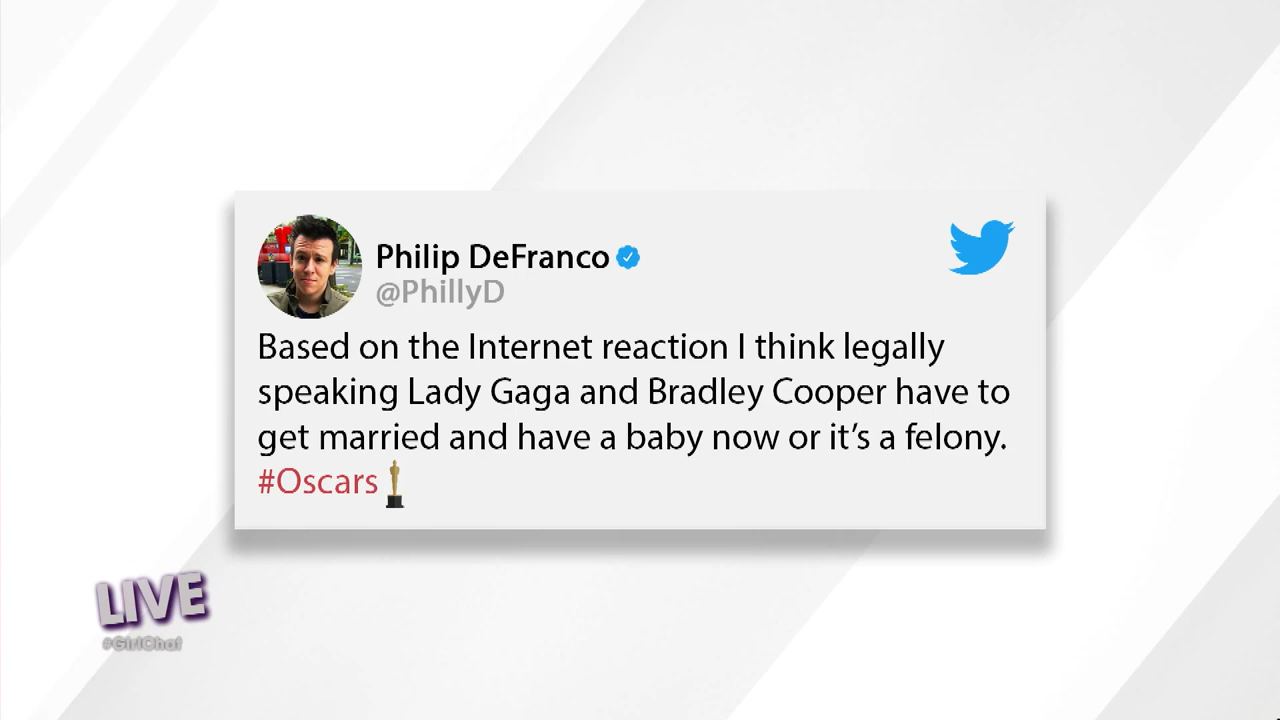 Philip DeFranco
@PhillyD
Based on the Internet reaction I think legally
speaking Lady Gaga and Bradley Cooper have to
get married and have a baby now or it’s a felony.
#Oscars
LIVE
#GirlChat